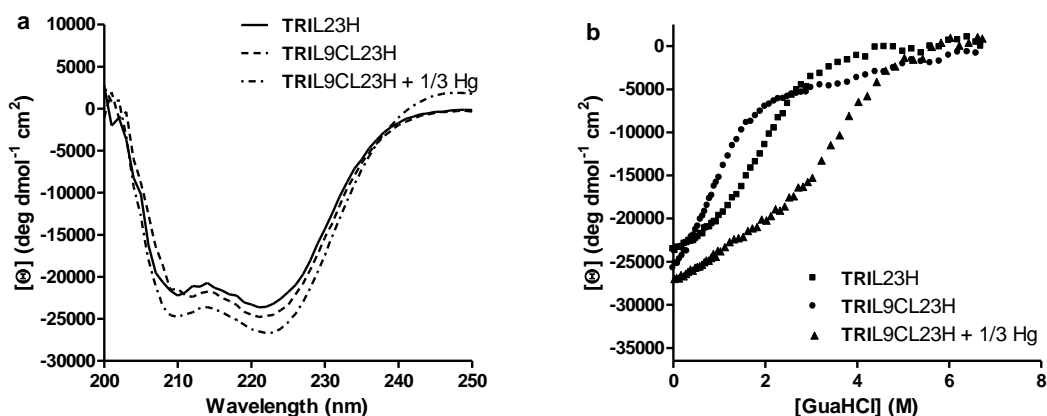 a
10000
5000
0
-5000
-10000
-15000
-20000
-25000
-30000
[Θ] (deg dmol⁻¹ cm²)
200 210 220 230 240 250
Wavelength (nm)
TRIL23H
TRIL9CL23H
TRIL9CL23H + 1/3 Hg
b
0
-5000
-10000
-15000
-20000
-25000
-30000
-35000
[Θ] (deg dmol⁻¹ cm²)
0 2 4 6 8
[GuaHCl] (M)
TRIL23H
TRIL9CL23H
TRIL9CL23H + 1/3 Hg